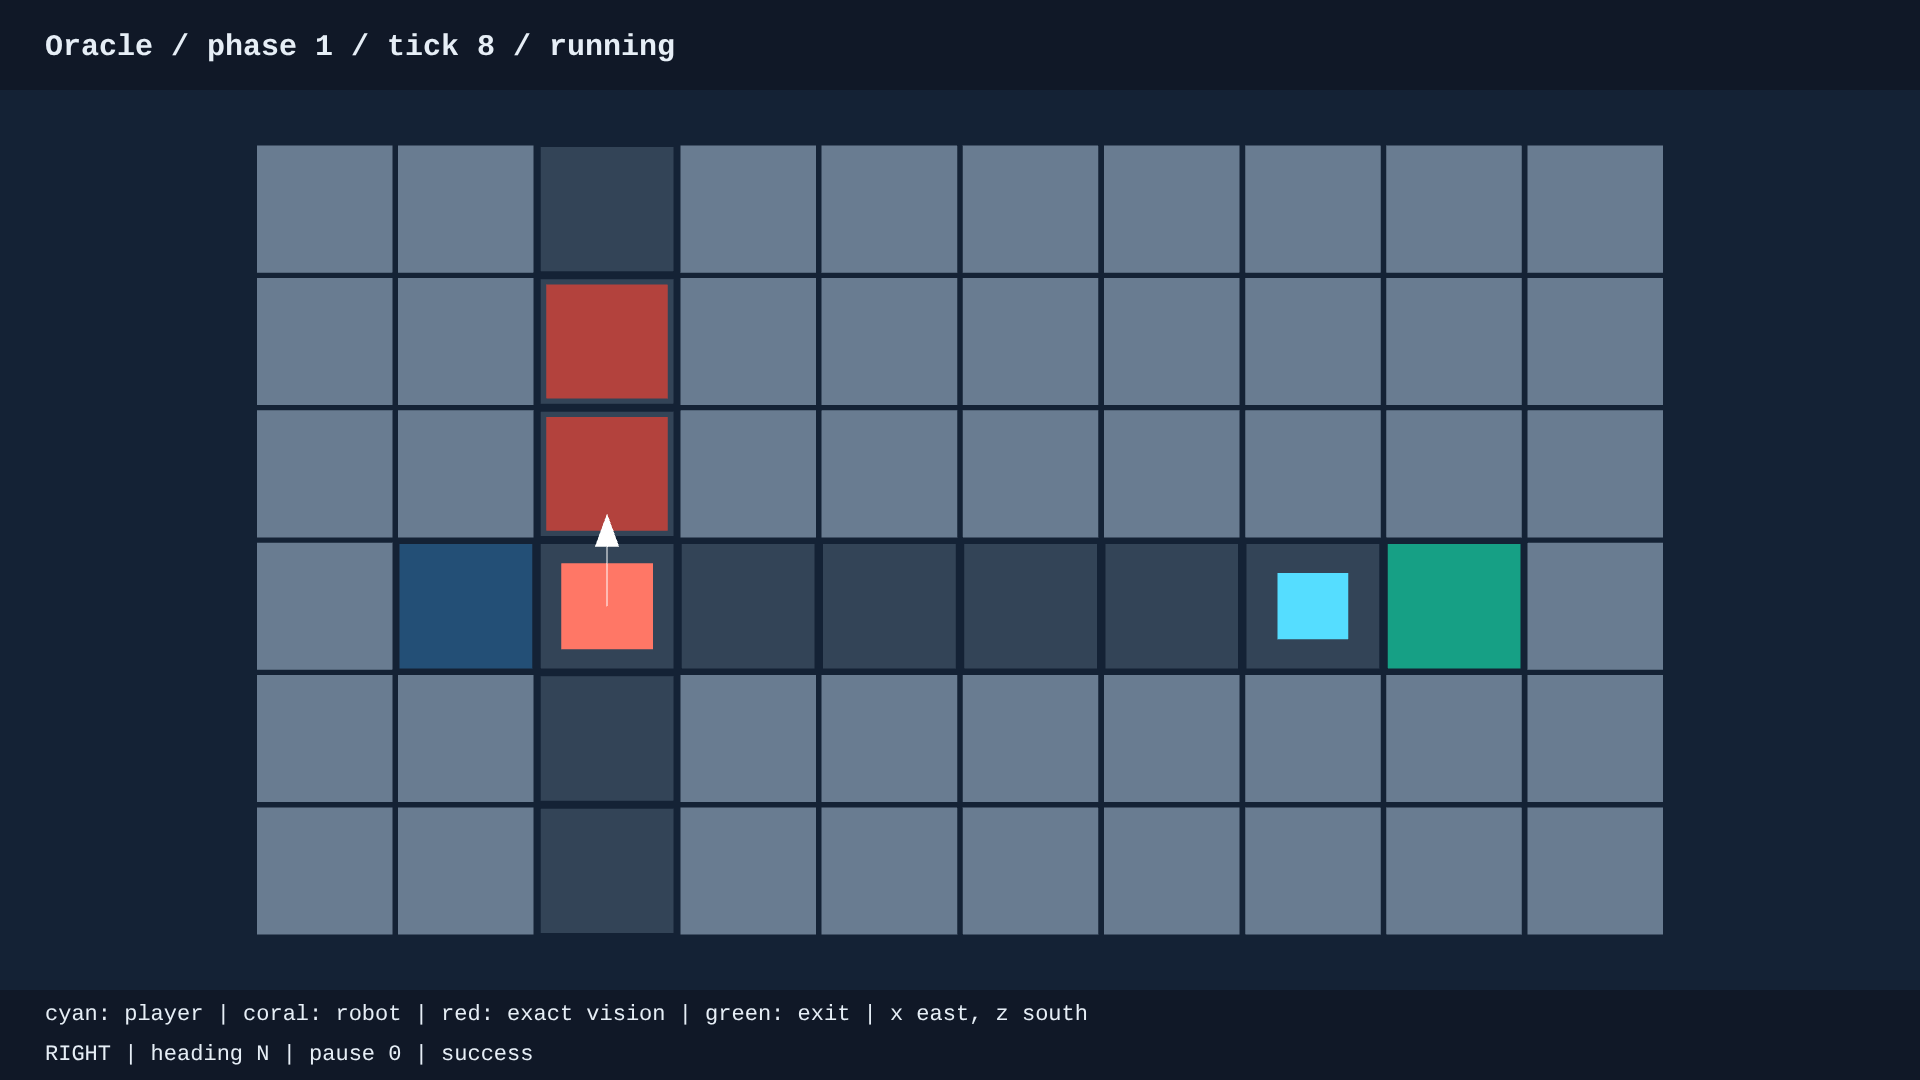 Oracle / phase 1 / tick 8 / running
cyan: player | coral: robot | red: exact vision | green: exit | x east, z south
RIGHT | heading N | pause 0 | success